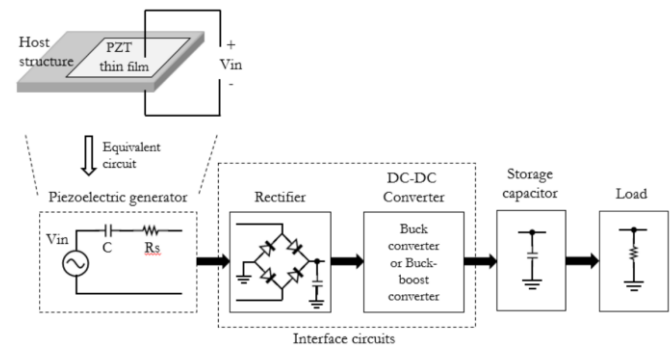 Host
structure
PZT
thin film
+
Vin
-
Equivalent
circuit
Piezoelectric generator
Vin
C
Rs
Rectifier
DC-DC
Converter
Buck
converter
or Buck-
boost
converter
Storage
capacitor
Load
Interface circuits